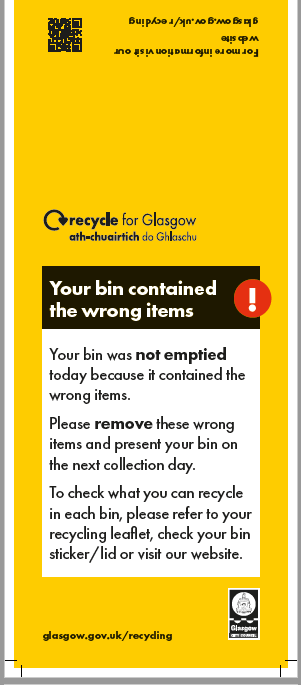 For more information visit our
website
glasgow.gov.uk/recycling
recycle for Glasgow
ath-chuairtich do Ghlaschu
Your bin contained
the wrong items
!
Your bin was not emptied
today because it contained the
wrong items.
Please remove these wrong
items and present your bin on
the next collection day.
To check what you can recycle
in each bin, please refer to your
recycling leaflet, check your bin
sticker/lid or visit our website.
glasgow.gov.uk/recycling
Glasgow
CITY COUNCIL